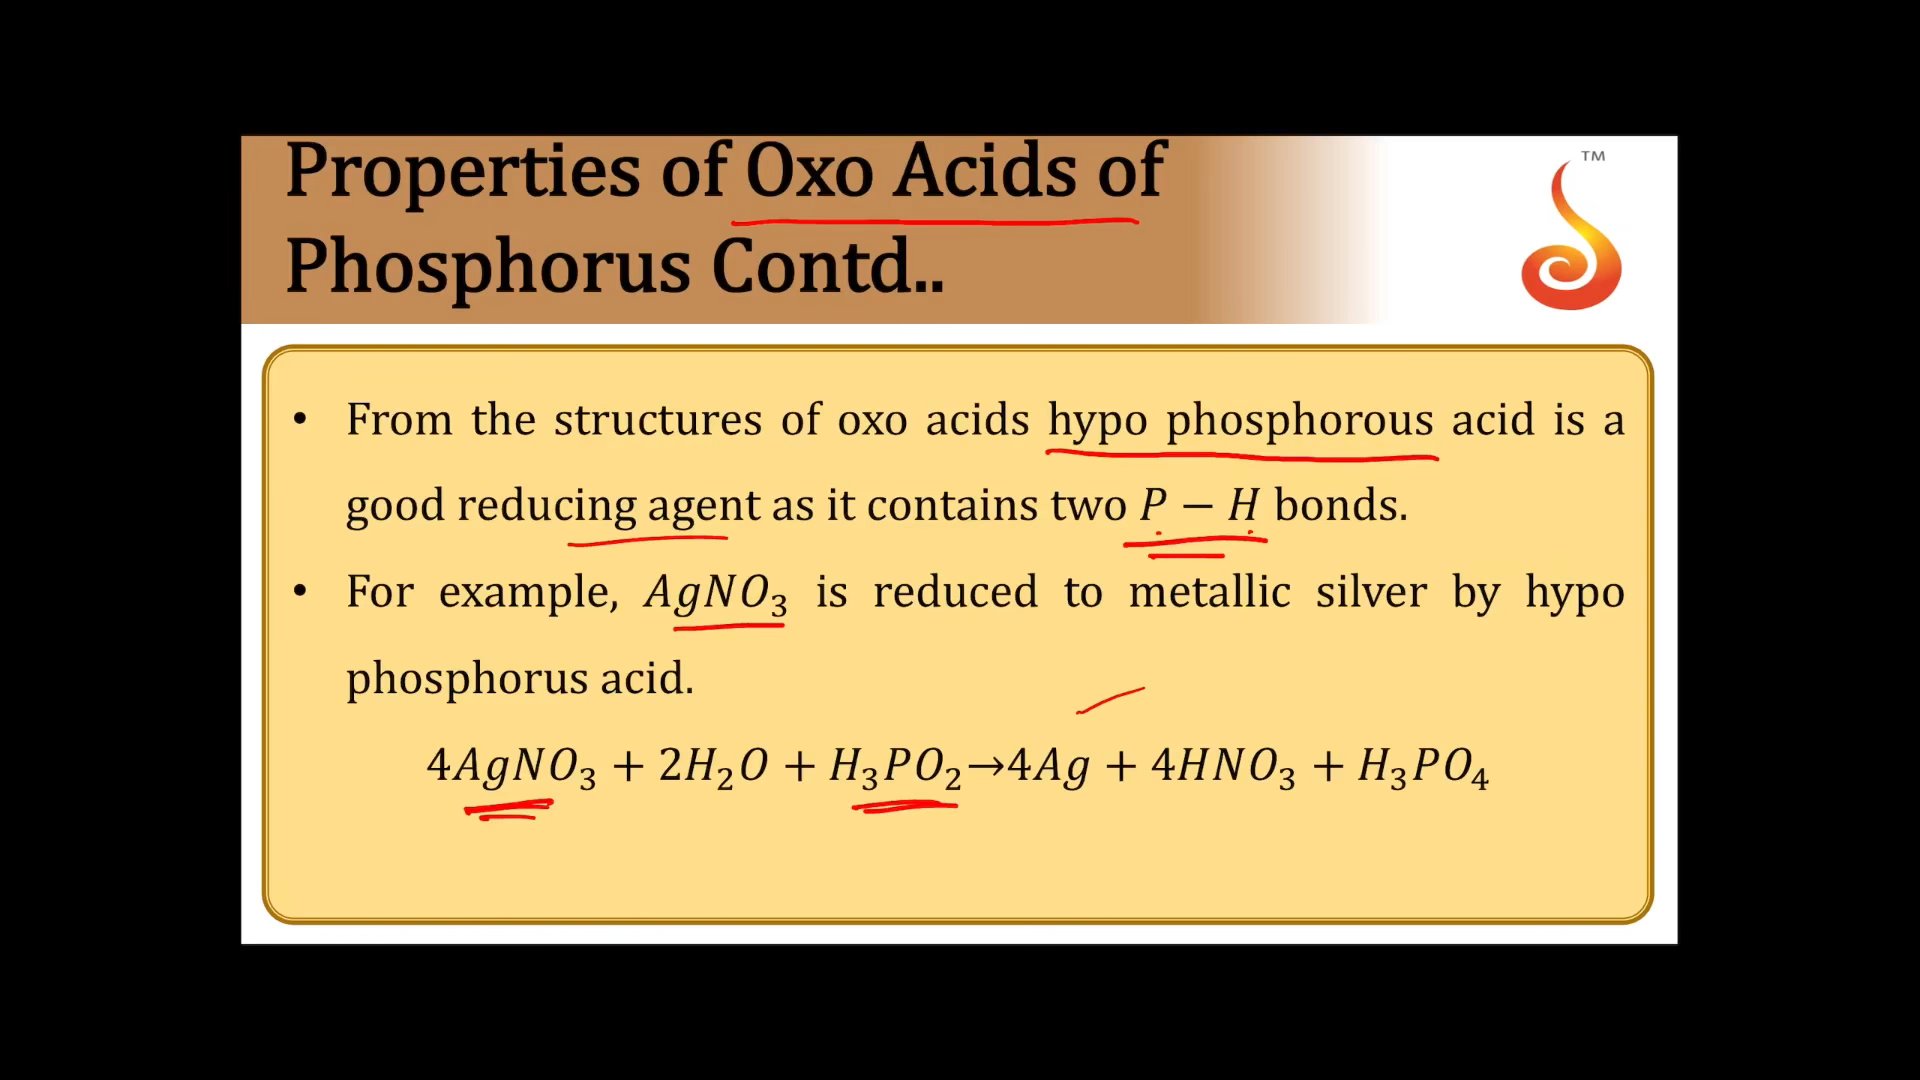 Properties of Oxo Acids of
Phosphorus Contd..
TM
• From the structures of oxo acids hypo phosphorous acid is a
good reducing agent as it contains two P − H bonds.
• For example, AgNO₃ is reduced to metallic silver by hypo
phosphorus acid.
4AgNO₃ + 2H₂O + H₃PO₂→4Ag + 4HNO₃ + H₃PO₄